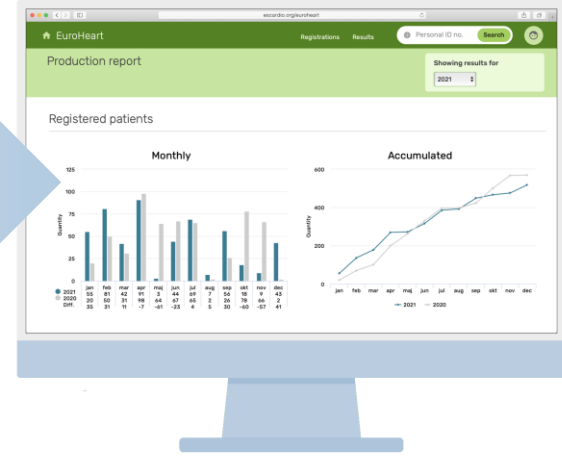 escardio.org/euroheart
EuroHeart
Registrations Results
Personal ID no.
Search
Production report
Showing results for
2021
Registered patients
Monthly
125
100
75
50
25
0
Quantity
jan feb mar apr maj jun jul aug sep okt nov dec
2021 55 81 42 91 3 44 69 7 56 18 9 43
2020 20 50 31 98 64 67 65 2 26 78 66 2
Diff. 35 31 11 -7 -61 -23 4 5 30 -60 -57 41
Accumulated
600
400
200
0
Quantity
jan feb mar apr maj jun jul aug sep okt nov dec
2021 2020